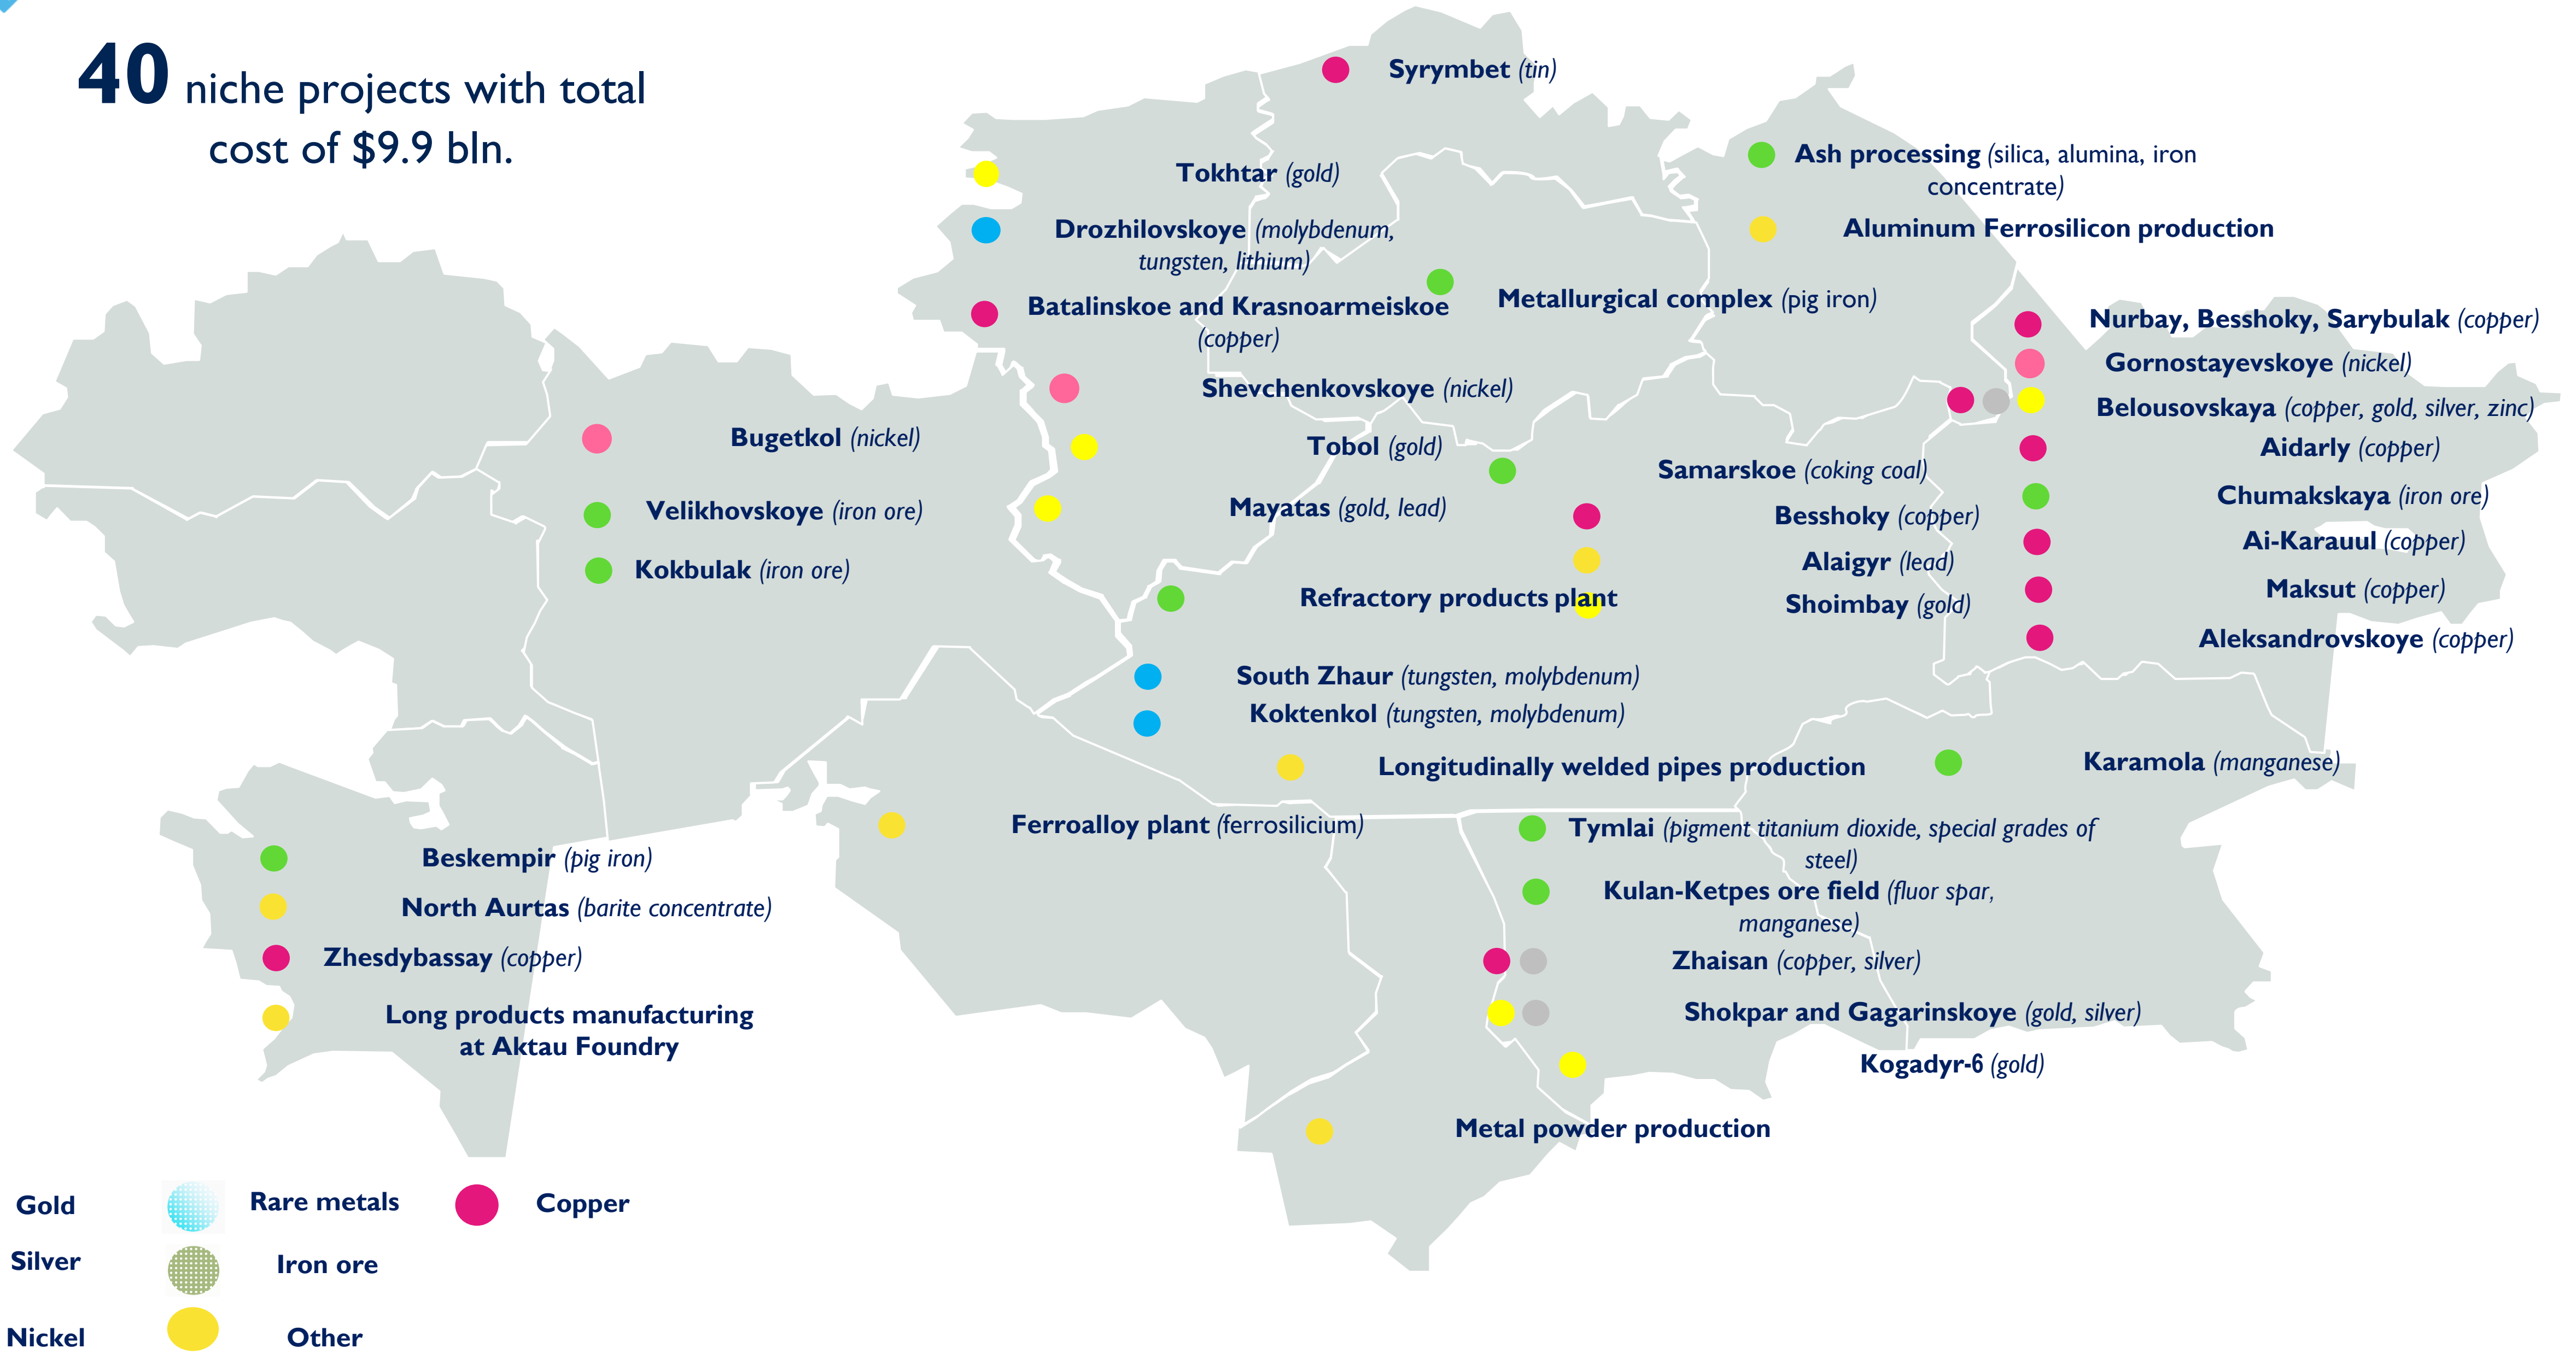 40 niche projects with total
cost of $9.9 bln.
Syrymbet (tin)
Tokhtar (gold)
Drozhilovskoye (molybdenum,
tungsten, lithium)
Batalinskoe and Krasnoarmeiskoe
(copper)
Shevchenkovskoye (nickel)
Tobol (gold)
Mayatas (gold, lead)
Ash processing (silica, alumina, iron
concentrate)
Aluminum Ferrosilicon production
Metallurgical complex (pig iron)
Nurbay, Besshoky, Sarybulak (copper)
Gornostayevskoye (nickel)
Belousovskaya (copper, gold, silver, zinc)
Aidarly (copper)
Chumakskaya (iron ore)
Ai-Karauul (copper)
Maksut (copper)
Aleksandrovskoye (copper)
Bugetkol (nickel)
Velikhovskoye (iron ore)
Kokbulak (iron ore)
Samarskoe (coking coal)
Besshoky (copper)
Alaigyr (lead)
Shoimbay (gold)
Refractory products plant
South Zhaur (tungsten, molybdenum)
Koktenkol (tungsten, molybdenum)
Longitudinally welded pipes production
Karamola (manganese)
Ferroalloy plant (ferrosilicium)
Tymlai (pigment titanium dioxide, special grades of
steel)
Kulan-Ketpes ore field (fluor spar,
manganese)
Zhaisan (copper, silver)
Shokpar and Gagarinskoye (gold, silver)
Kogadyr-6 (gold)
Metal powder production
Beskempir (pig iron)
North Aurtas (barite concentrate)
Zhesdybassay (copper)
Long products manufacturing
at Aktau Foundry
Gold
Rare metals
Copper
Silver
Iron ore
Nickel
Other